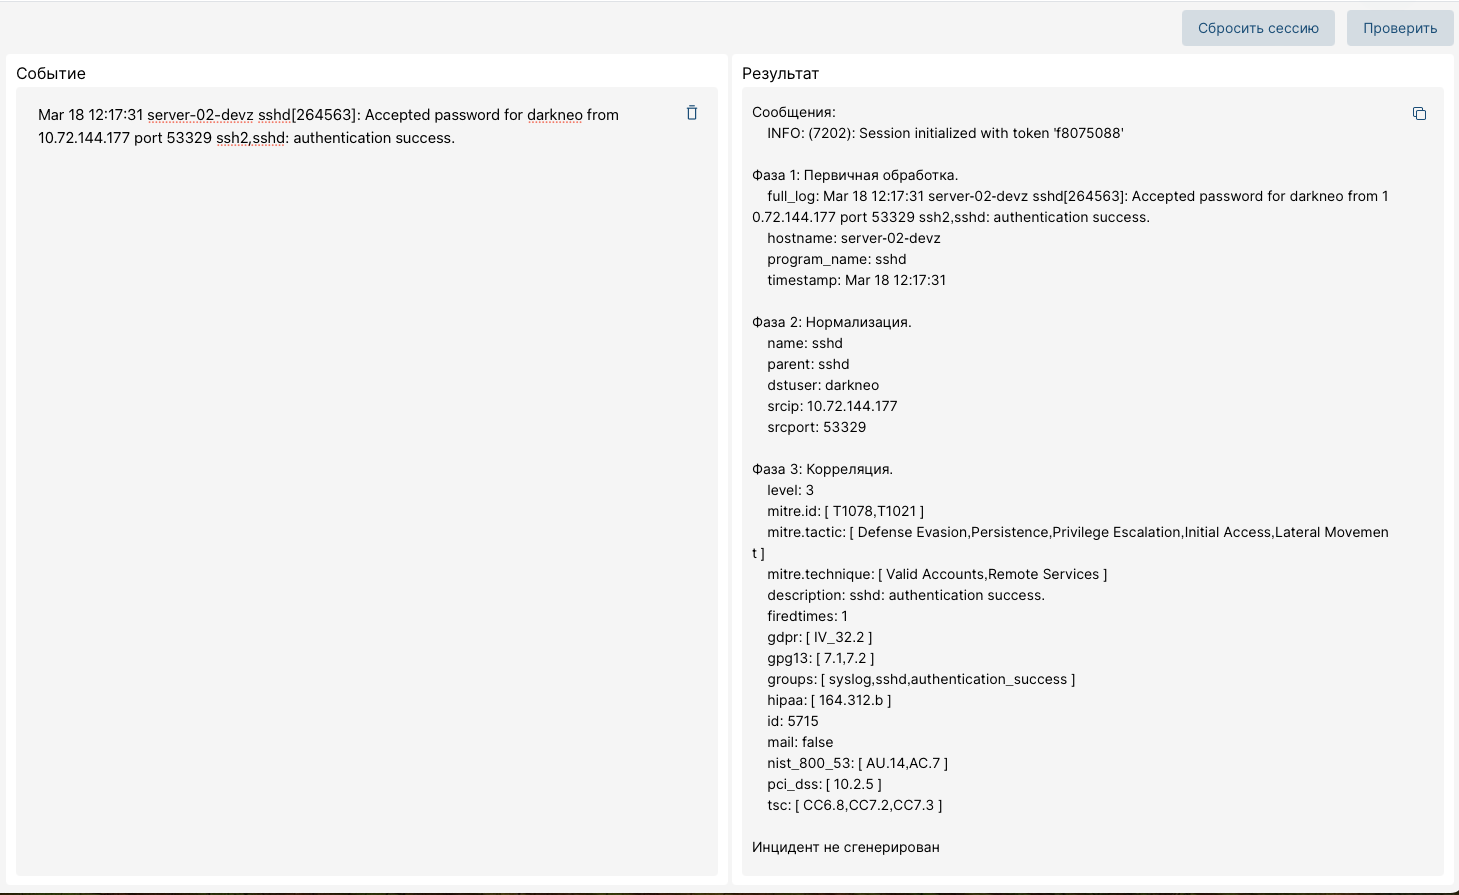 Сбросить сессию
Проверить
Событие
Mar 18 12:17:31 server-02-devz sshd[264563]: Accepted password for darkneo from
10.72.144.177 port 53329 ssh2,sshd: authentication success.
Результат
Сообщения:
INFO: (7202): Session initialized with token 'f8075088'
Фаза 1: Первичная обработка.
full_log: Mar 18 12:17:31 server-02-devz sshd[264563]: Accepted password for darkneo from 1
0.72.144.177 port 53329 ssh2,sshd: authentication success.
hostname: server-02-devz
program_name: sshd
timestamp: Mar 18 12:17:31
Фаза 2: Нормализация.
name: sshd
parent: sshd
dstuser: darkneo
srcip: 10.72.144.177
srcport: 53329
Фаза 3: Корреляция.
level: 3
mitre.id: [ T1078,T1021 ]
mitre.tactic: [ Defense Evasion,Persistence,Privilege Escalation,Initial Access,Lateral Movemen
t ]
mitre.technique: [ Valid Accounts,Remote Services ]
description: sshd: authentication success.
firedtimes: 1
gdpr: [ IV_32.2 ]
gpg13: [ 7.1,7.2 ]
groups: [ syslog,sshd,authentication_success ]
hipaa: [ 164.312.b ]
id: 5715
mail: false
nist_800_53: [ AU.14,AC.7 ]
pci_dss: [ 10.2.5 ]
tsc: [ CC6.8,CC7.2,CC7.3 ]
Инцидент не сгенерирован